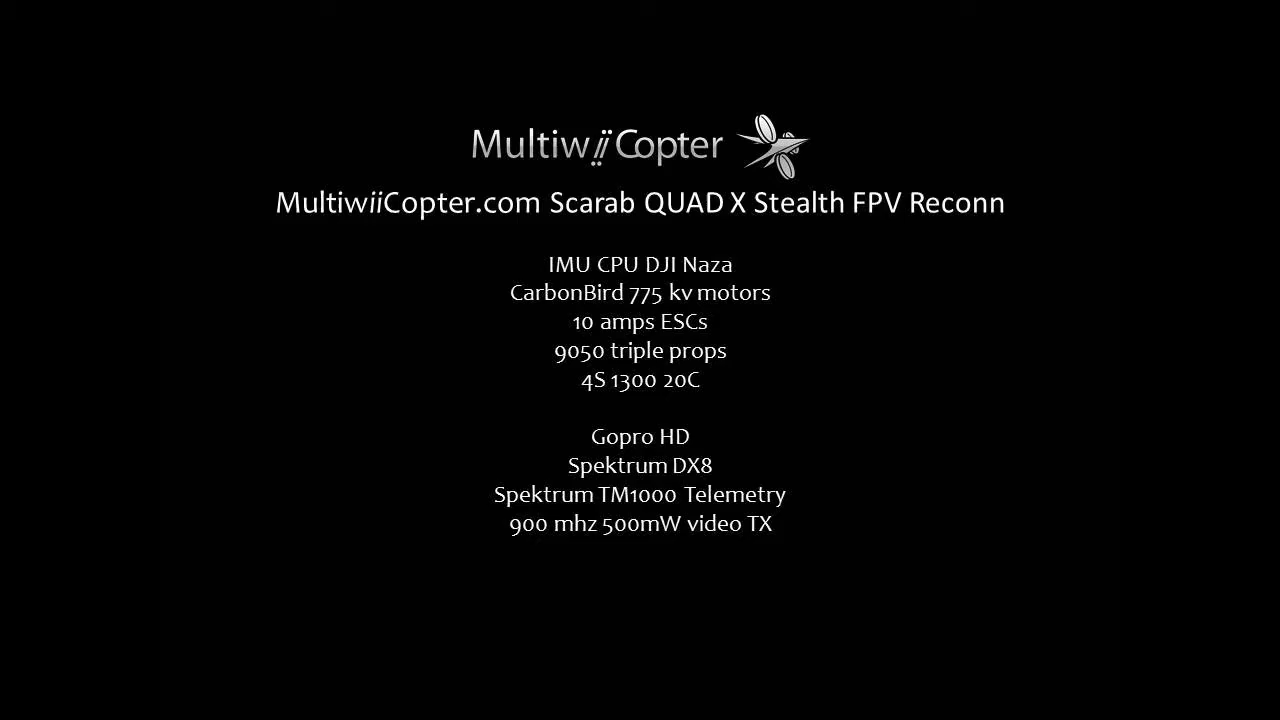 MultiwiiCopter
MultiwiiCopter.com Scarab QUAD X Stealth FPV Reconn
IMU CPU DJI Naza
CarbonBird 775 kv motors
10 amps ESCs
9050 triple props
4S 1300 20C
Gopro HD
Spektrum DX8
Spektrum TM1000 Telemetry
900 mhz 500mW video TX